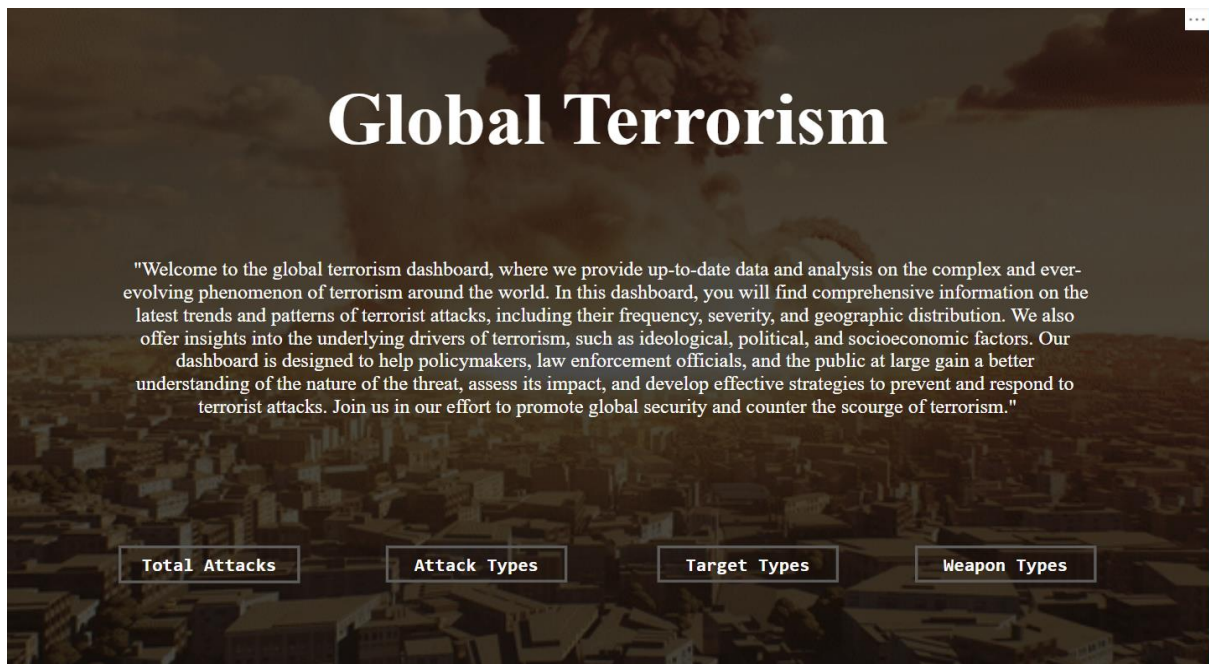 Global Terrorism
"Welcome to the global terrorism dashboard, where we provide up-to-date data and analysis on the complex and ever-
evolving phenomenon of terrorism around the world. In this dashboard, you will find comprehensive information on the
latest trends and patterns of terrorist attacks, including their frequency, severity, and geographic distribution. We also
offer insights into the underlying drivers of terrorism, such as ideological, political, and socioeconomic factors. Our
dashboard is designed to help policymakers, law enforcement officials, and the public at large gain a better
understanding of the nature of the threat, assess its impact, and develop effective strategies to prevent and respond to
terrorist attacks. Join us in our effort to promote global security and counter the scourge of terrorism."
Total Attacks
Attack Types
Target Types
Weapon Types